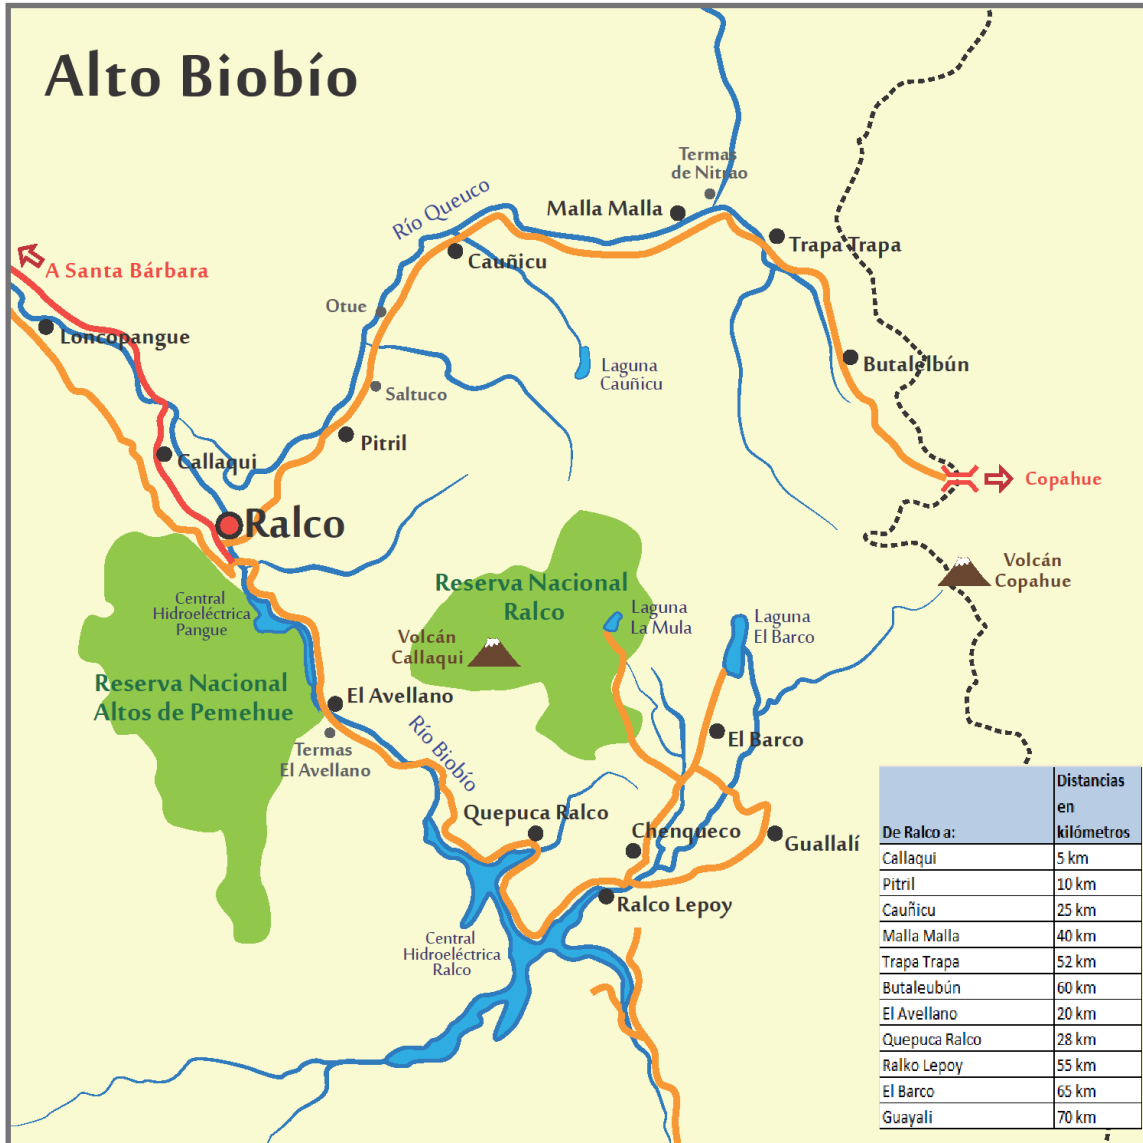 Alto Biobío
Termas
de Nitrao
Malla Malla
Río Queuco
Trapa Trapa
Cauñicu
A Santa Bárbara
Otue
Loncopangue
Laguna
Cauñicu
Butalelbún
Saltuco
Pitril
Callaqui
Copahue
Ralco
Volcán
Copahue
Reserva Nacional
Ralco
Central
Hidroeléctrica
Pangue
Laguna
La Mula
Laguna
El Barco
Volcán
Callaqui
Reserva Nacional
Altos de Pemehue
El Avellano
Río Biobío
Termas
El Avellano
El Barco
Quepuca Ralco
Chenqueco
Guallalí
Ralco Lepoy
Central
Hidroeléctrica
Ralco
Distancias
en
De Ralco a: kilómetros
Callaqui 5 km
Pitril 10 km
Cauñicu 25 km
Malla Malla 40 km
Trapa Trapa 52 km
Butaleubún 60 km
El Avellano 20 km
Quepuca Ralco 28 km
Ralko Lepoy 55 km
El Barco 65 km
Guayali 70 km